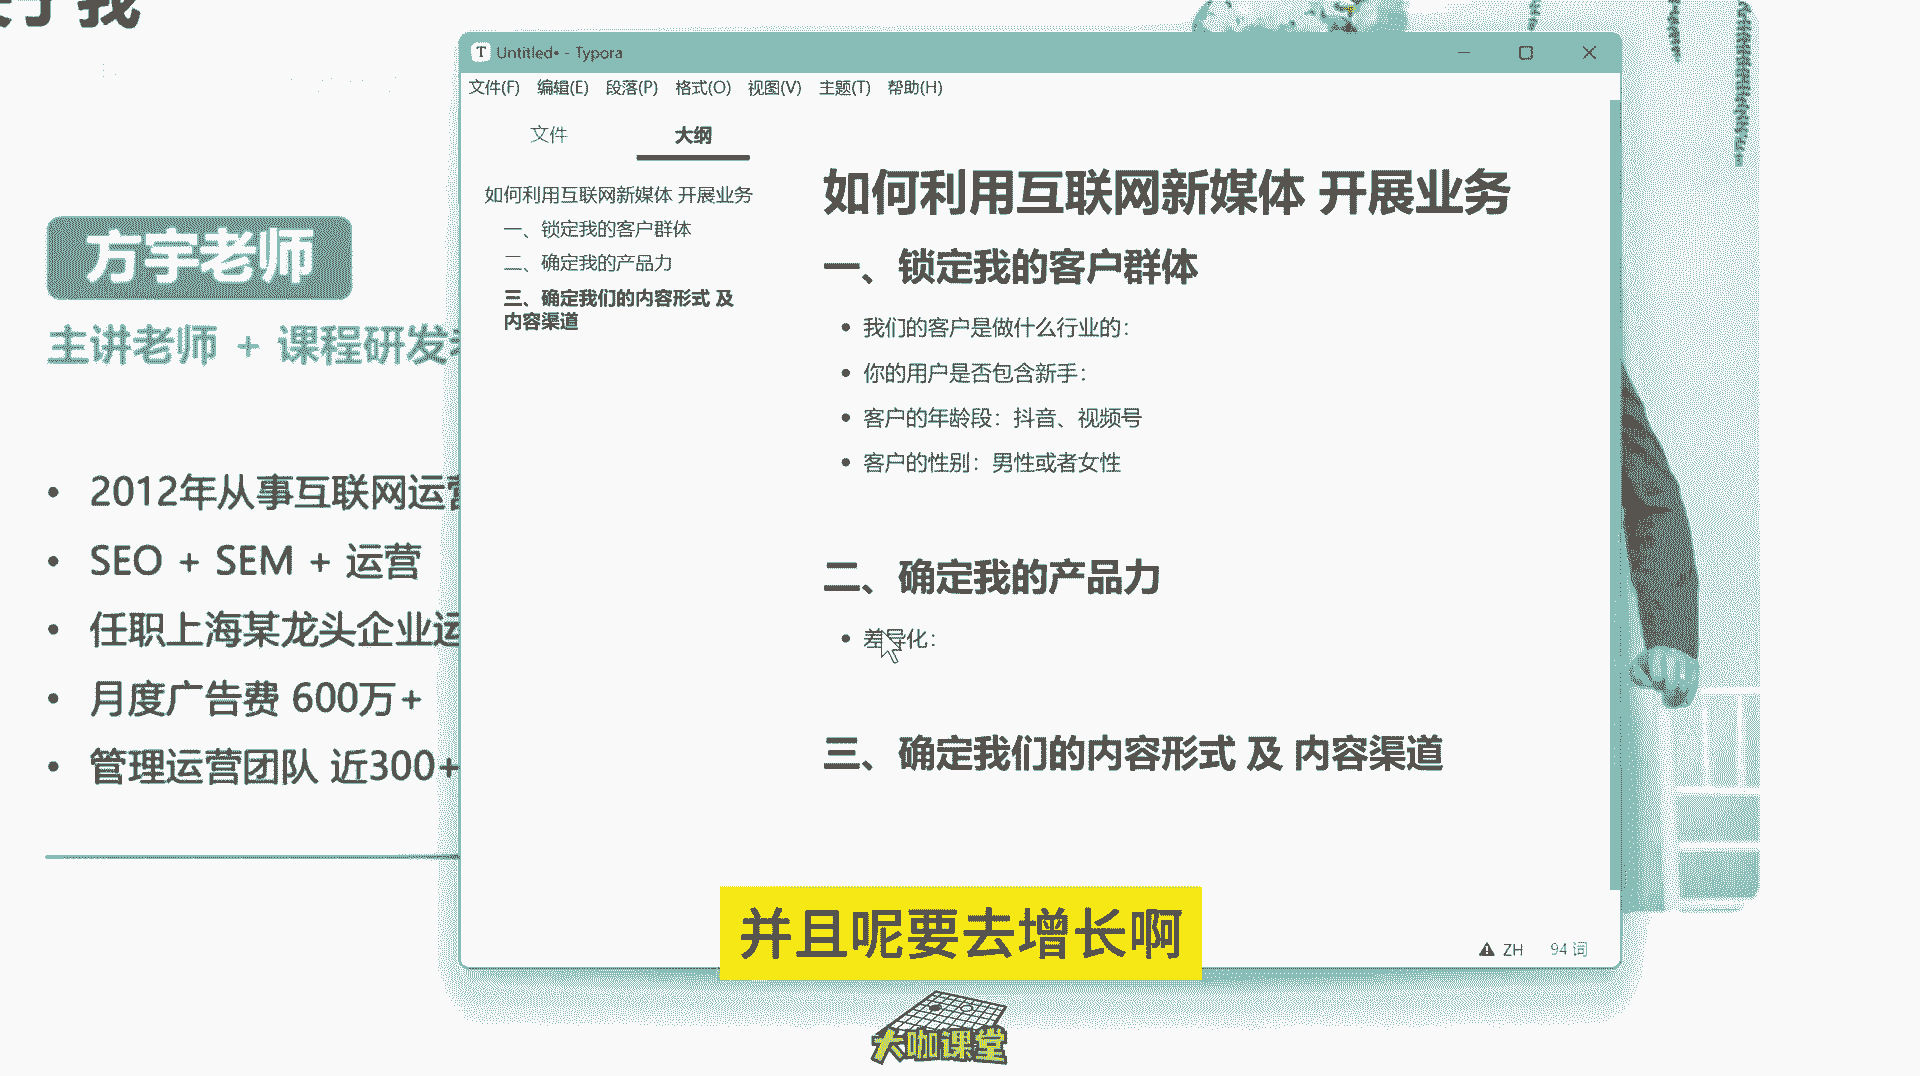 我
方宇老师
主讲老师 + 课程研发
• 2012年从事互联网运营
• SEO + SEM + 运营
• 任职上海某龙头企业运
• 月度广告费 600万+
• 管理运营团队 近300+
Untitled• - Typora
文件(F) 编辑(E) 段落(P) 格式(O) 视图(V) 主题(T) 帮助(H)
文件 大纲
如何利用互联网新媒体 开展业务
一、锁定我的客户群体
二、确定我的产品力
三、确定我们的内容形式 及
内容渠道
如何利用互联网新媒体 开展业务
一、锁定我的客户群体
• 我们的客户是做什么行业的：
• 你的用户是否包含新手：
• 客户的年龄段：抖音、视频号
• 客户的性别：男性或者女性
二、确定我的产品力
• 差异化：
三、确定我们的内容形式 及 内容渠道
ZH 94 词
并且呢要去增长啊
大咖课堂